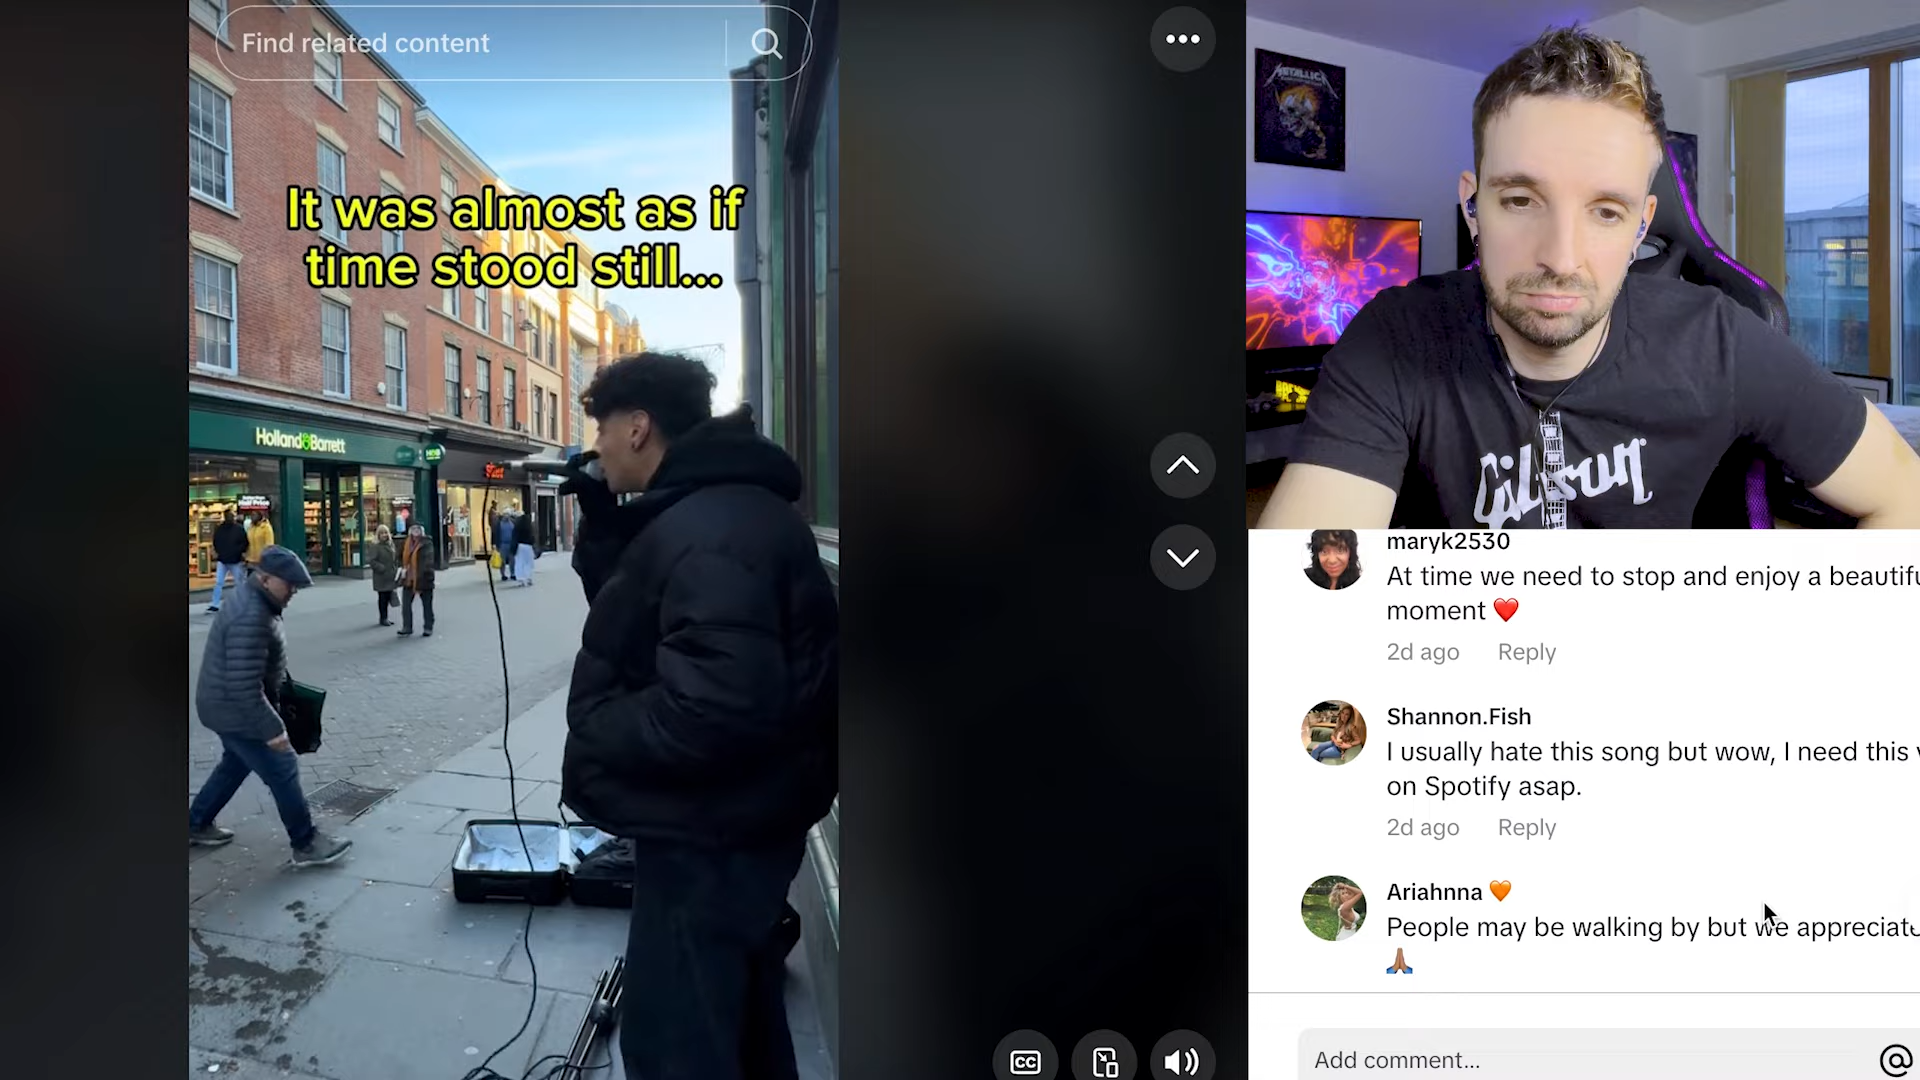 Find related content
It was almost as if
time stood still...
Holland & Barrett
METALLICA
Gibson
maryk2530
At time we need to stop and enjoy a
moment ❤️
2d ago Reply
Shannon.Fish
I usually hate this song but wow, I need this
on Spotify asap.
2d ago Reply
Ariahnna 🧡
People may be walking by but we
🙏🏽
CC
Add comment...
@